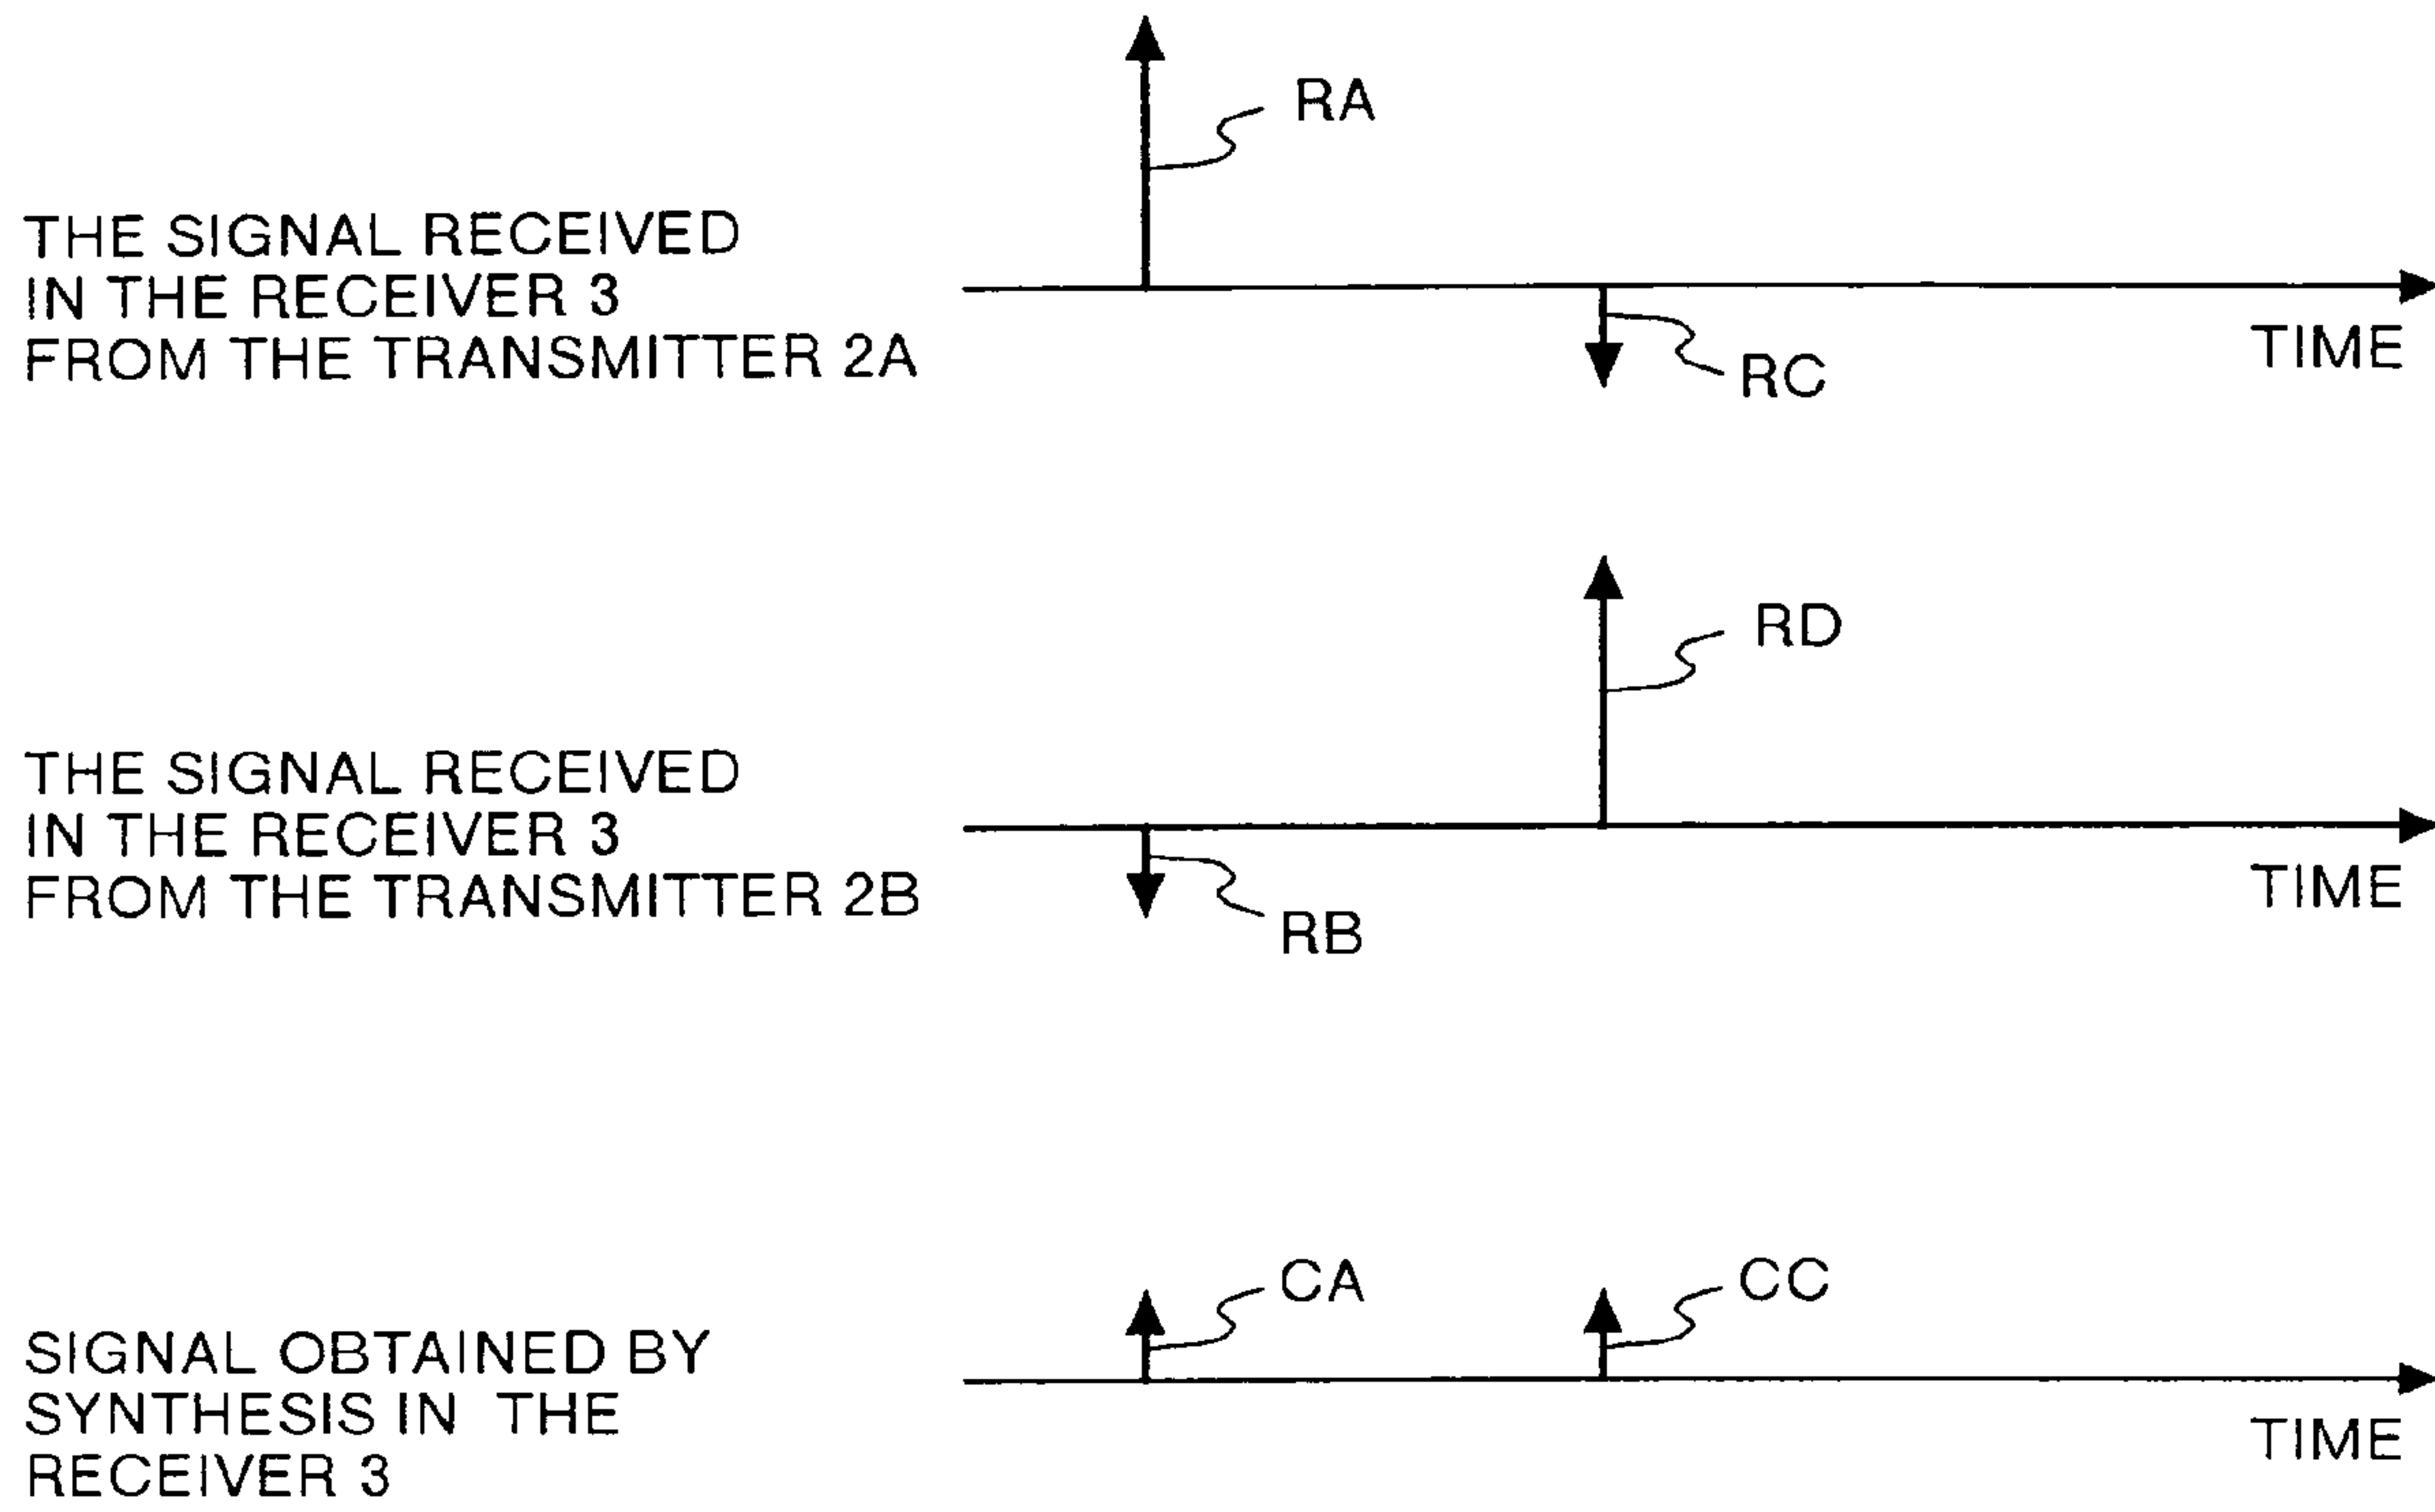 RA
THE SIGNAL RECEIVED
IN THE RECEIVER 3
FROM THE TRANSMITTER 2A
TIME
RC
RD
THE SIGNAL RECEIVED
IN THE RECEIVER 3
FROM THE TRANSMITTER 2B
TIME
RB
CA
CC
SIGNAL OBTAINED BY
SYNTHESIS IN THE
RECEIVER 3
TIME